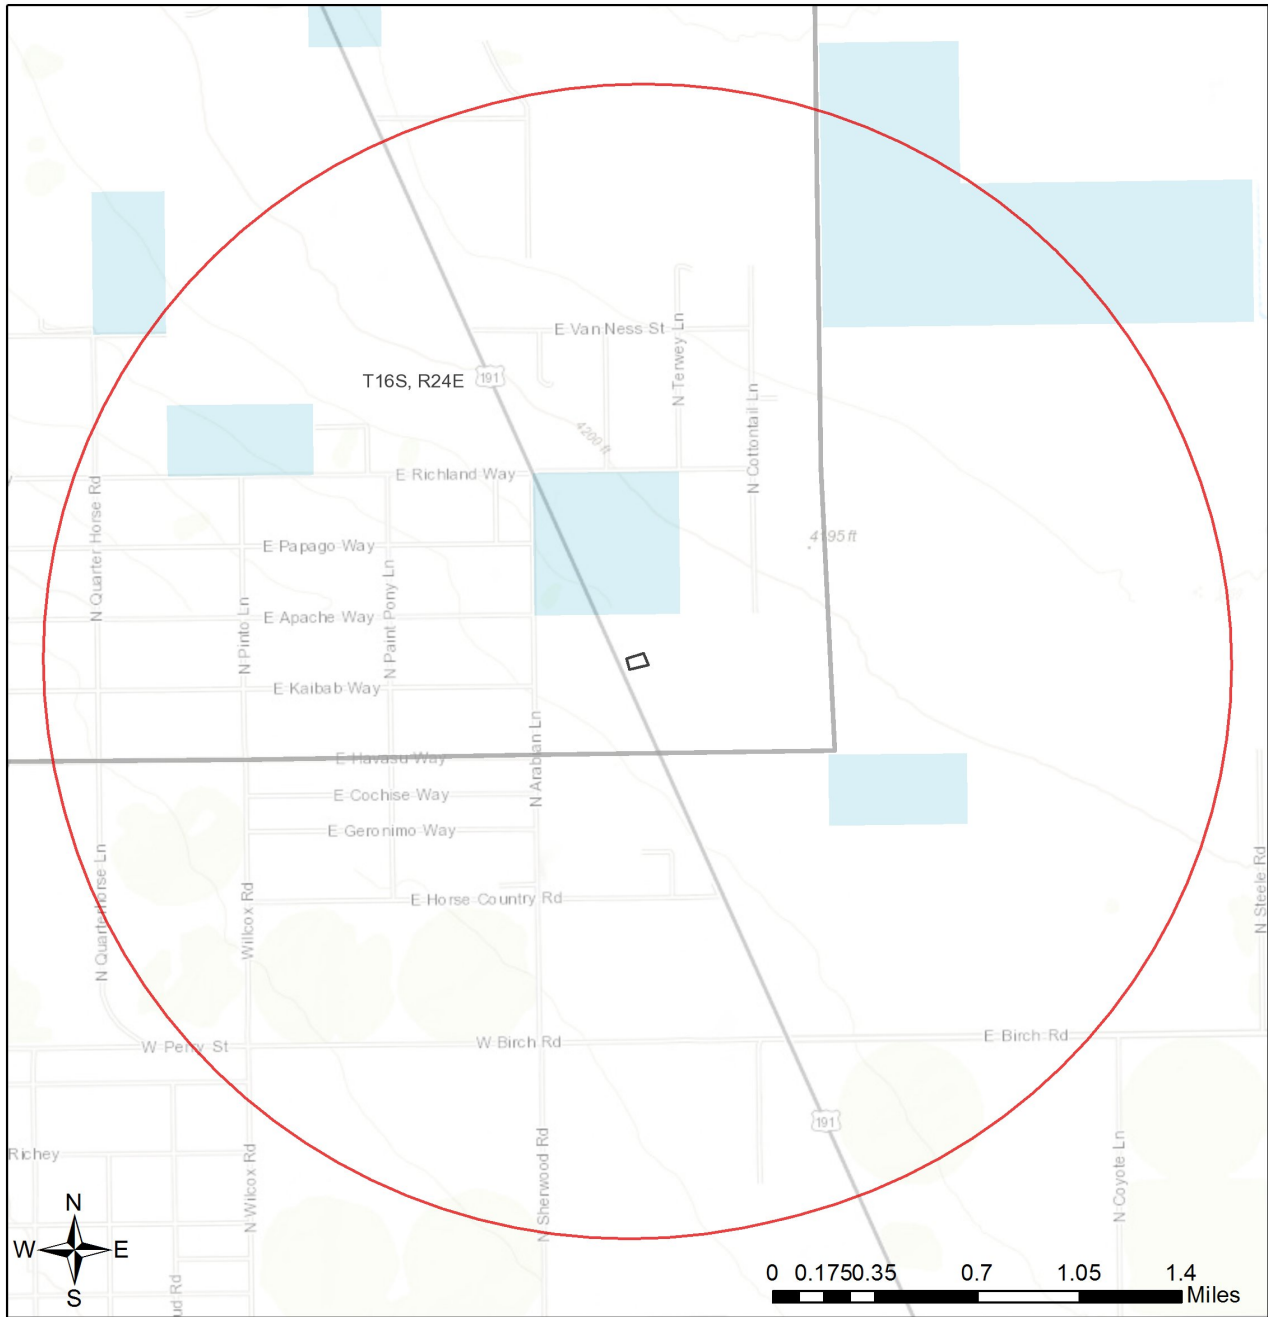 E Van Ness St
N Terwey Ln
T16S, R24E
191
N Cottontail Ln
4200 ft
E Richland Way
N Quarter Horse Rd
E Papago Way
4195 ft
N Paint Pony Ln
N Pinto Ln
E Apache Way
E Kaibab Way
N Arabian Ln
E Havasu Way
E Cochise Way
E Geronimo Way
N Quarterhorse Ln
Willcox Rd
E Horse Country Rd
N Steele Rd
W Perry St
W Birch Rd
E Birch Rd
191
Richey
N Wilcox Rd
N Sherwood Rd
N Coyote Ln
N
W E
S
ud Rd
0 0.175 0.35 0.7 1.05 1.4
Miles